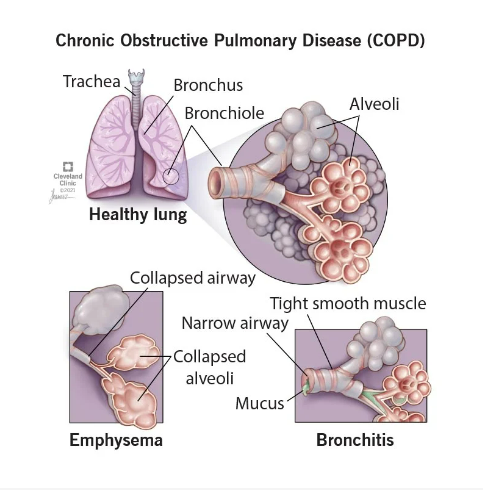 Chronic Obstructive Pulmonary Disease (COPD)
Trachea
Bronchus
Bronchiole
Alveoli
Cleveland
Clinic
©2021
Healthy lung
Collapsed airway
Tight smooth muscle
Narrow airway
Collapsed
alveoli
Mucus
Emphysema
Bronchitis